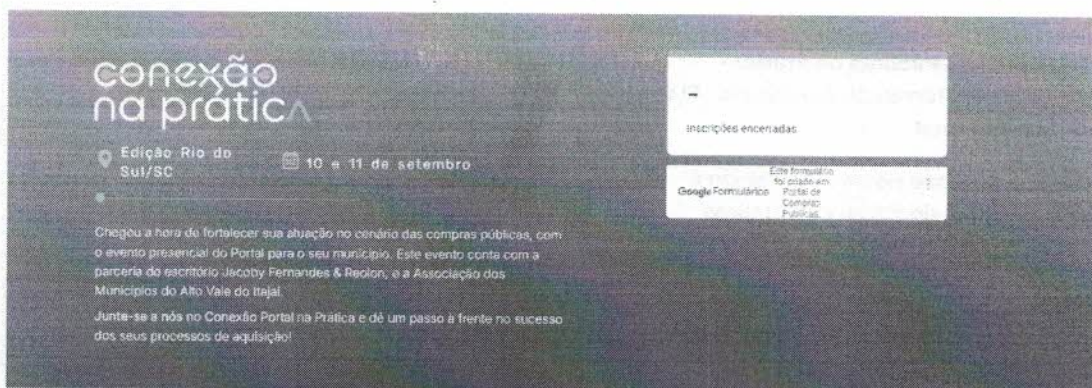 conexão
na prática
Edição Rio do
Sul/SC
10 e 11 de setembro
Chegou a hora de fortalecer sua atuação no cenário das compras públicas, com
o evento presencial do Portal para o seu município. Este evento conta com a
parceria do escritório Jacoby Fernandes & Reolon, e a Associação dos
Municípios do Alto Vale do Itajaí.
Junte-se a nós no Conexão Portal na Prática e dê um passo à frente no sucesso
dos seus processos de aquisição!
Inscrições encerradas
Google Formulários
Este formulário
foi criado em
Portal de
Compras
Públicas.